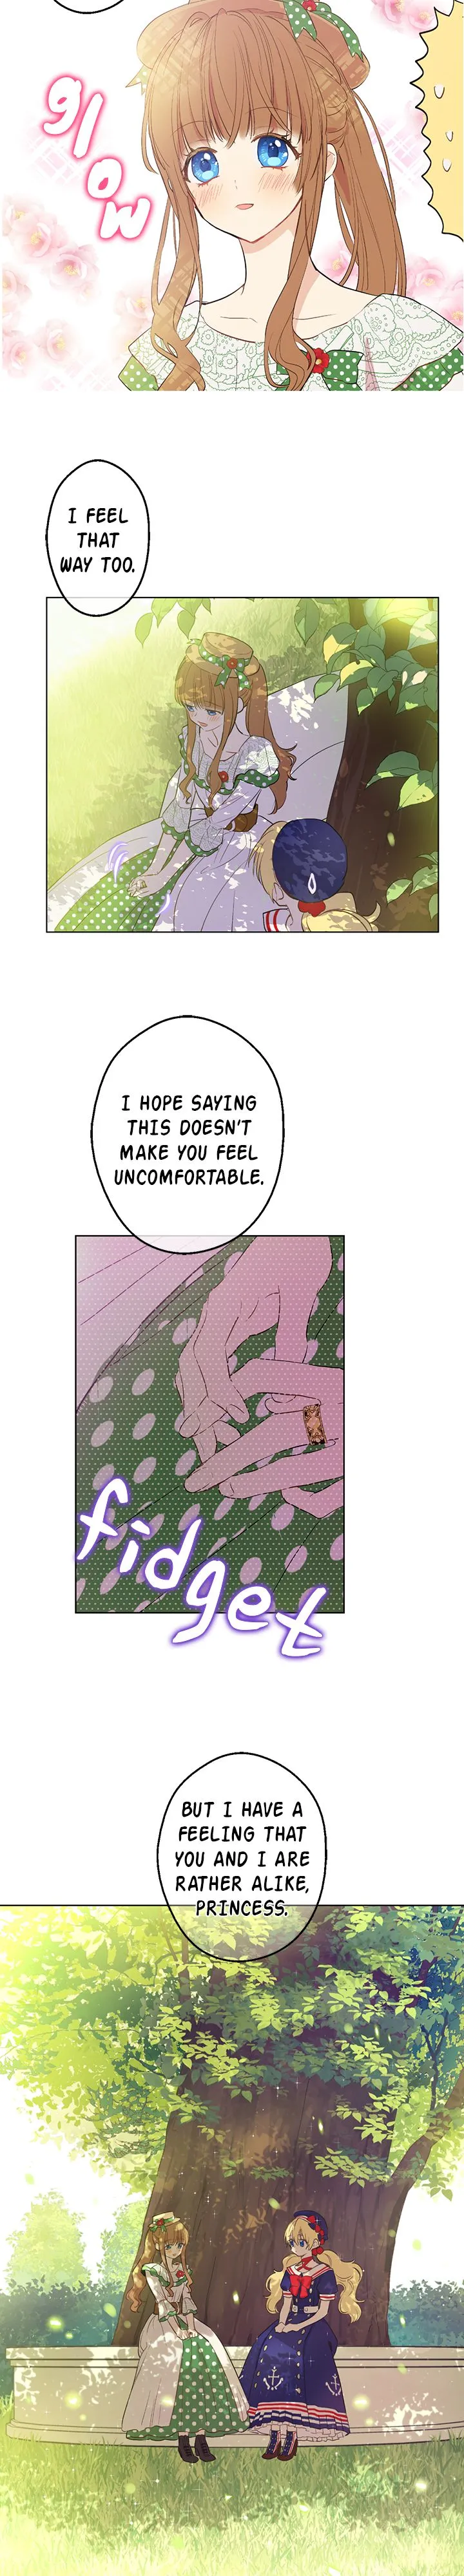 glow
I FEEL
THAT
WAY TOO.
I HOPE SAYING
THIS DOESN'T
MAKE YOU FEEL
UNCOMFORTABLE.
fidget
BUT I HAVE A
FEELING THAT
YOU AND I ARE
RATHER ALIKE,
PRINCESS.